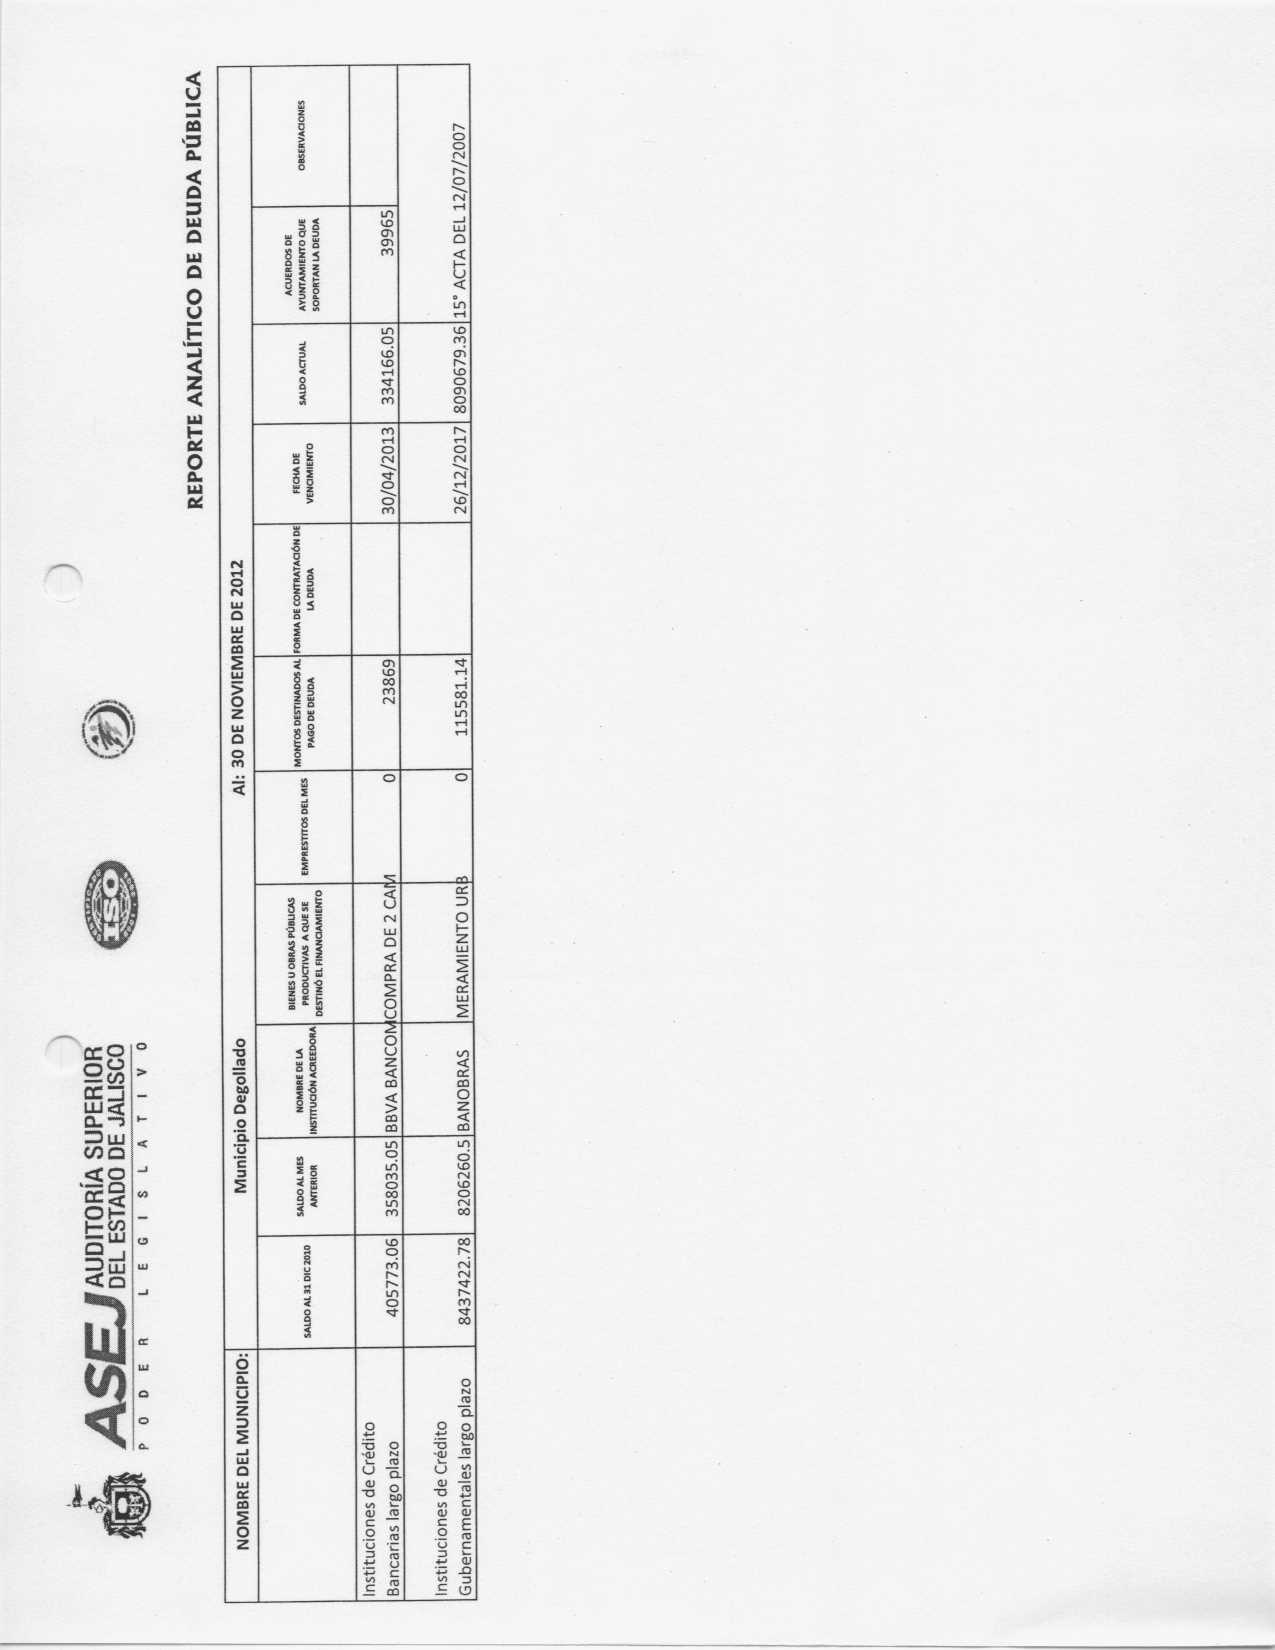 ASEJ AUDITORÍA SUPERIOR
DEL ESTADO DE JALISCO
PODER LEGISLATIVO
ISO
REPORTE ANALÍTICO DE DEUDA PÚBLICA
NOMBRE DEL MUNICIPIO: Municipio Degollado Al: 30 DE NOVIEMBRE DE 2012
SALDO AL 31 DIC 2010
SALDO AL MES
ANTERIOR
NOMBRE DE LA
INSTITUCIÓN ACREEDORA
BIENES U OBRAS PÚBLICAS
PRODUCTIVAS A QUE SE
DESTINÓ EL FINANCIAMIENTO
EMPRESTITOS DEL MES
MONTOS DESTINADOS AL
PAGO DE DEUDA
FORMA DE CONTRATACIÓN DE
LA DEUDA
FECHA DE
VENCIMIENTO
SALDO ACTUAL
ACUERDOS DE
AYUNTAMIENTO QUE
SOPORTAN LA DEUDA
OBSERVACIONES
Instituciones de Crédito
Bancarias largo plazo 405773.06 358035.05 BBVA BANCOM COMPRA DE 2 CAM 0 23869 30/04/2013 334166.05 39965
Instituciones de Crédito
Gubernamentales largo plazo 8437422.78 8206260.5 BANOBRAS MERAMIENTO URB 0 115581.14 26/12/2017 8090679.36 15° ACTA DEL 12/07/2007